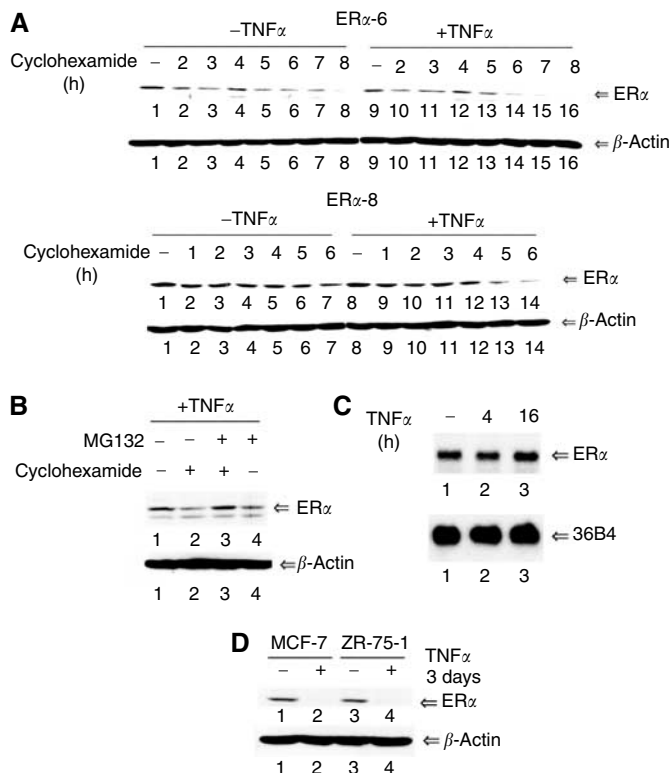 A
ERα-6
–TNFα +TNFα
Cyclohexamide – 2 3 4 5 6 7 8 – 2 3 4 5 6 7 8
(h)
⇐ ERα
1 2 3 4 5 6 7 8 9 10 11 12 13 14 15 16
⇐ β-Actin
1 2 3 4 5 6 7 8 9 10 11 12 13 14 15 16
ERα-8
–TNFα +TNFα
Cyclohexamide – 1 2 3 4 5 6 – 1 2 3 4 5 6
(h)
⇐ ERα
1 2 3 4 5 6 7 8 9 10 11 12 13 14
⇐ β-Actin
1 2 3 4 5 6 7 8 9 10 11 12 13 14
B
+TNFα
MG132 – – + +
Cyclohexamide – + + –
⇐ ERα
1 2 3 4
⇐ β-Actin
1 2 3 4
C
TNFα – 4 16
(h)
⇐ ERα
1 2 3
⇐ 36B4
1 2 3
D
MCF-7 ZR-75-1 TNFα
– + – + 3 days
⇐ ERα
1 2 3 4
⇐ β-Actin
1 2 3 4